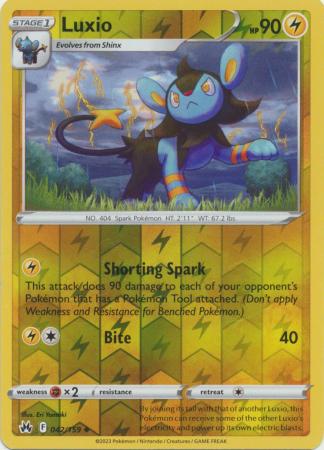 STAGE 1
Luxio
HP 90
Evolves from Shinx
NO. 404 Spark Pokémon HT: 2'11" WT: 67.2 lbs.
Shorting Spark
This attack does 90 damage to each of your opponent's
Pokémon that has a Pokémon Tool attached. (Don't apply
Weakness and Resistance for Benched Pokémon.)
Bite 40
weakness ×2 resistance retreat
Illus. Eri Yamaki
F 042/159
By joining its tail with that of another Luxio, this
Pokémon can receive some of the other Luxio's
electricity and power up its own electric blasts.
©2023 Pokémon / Nintendo / Creatures / GAME FREAK